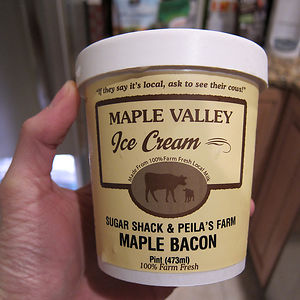 "If they say it's local, ask to see their cows!"
MAPLE VALLEY
Ice Cream
Made From 100% Farm Fresh Local Milk
SUGAR SHACK & PEILA'S FARM
MAPLE BACON
Pint (473ml)
100% Farm Fresh